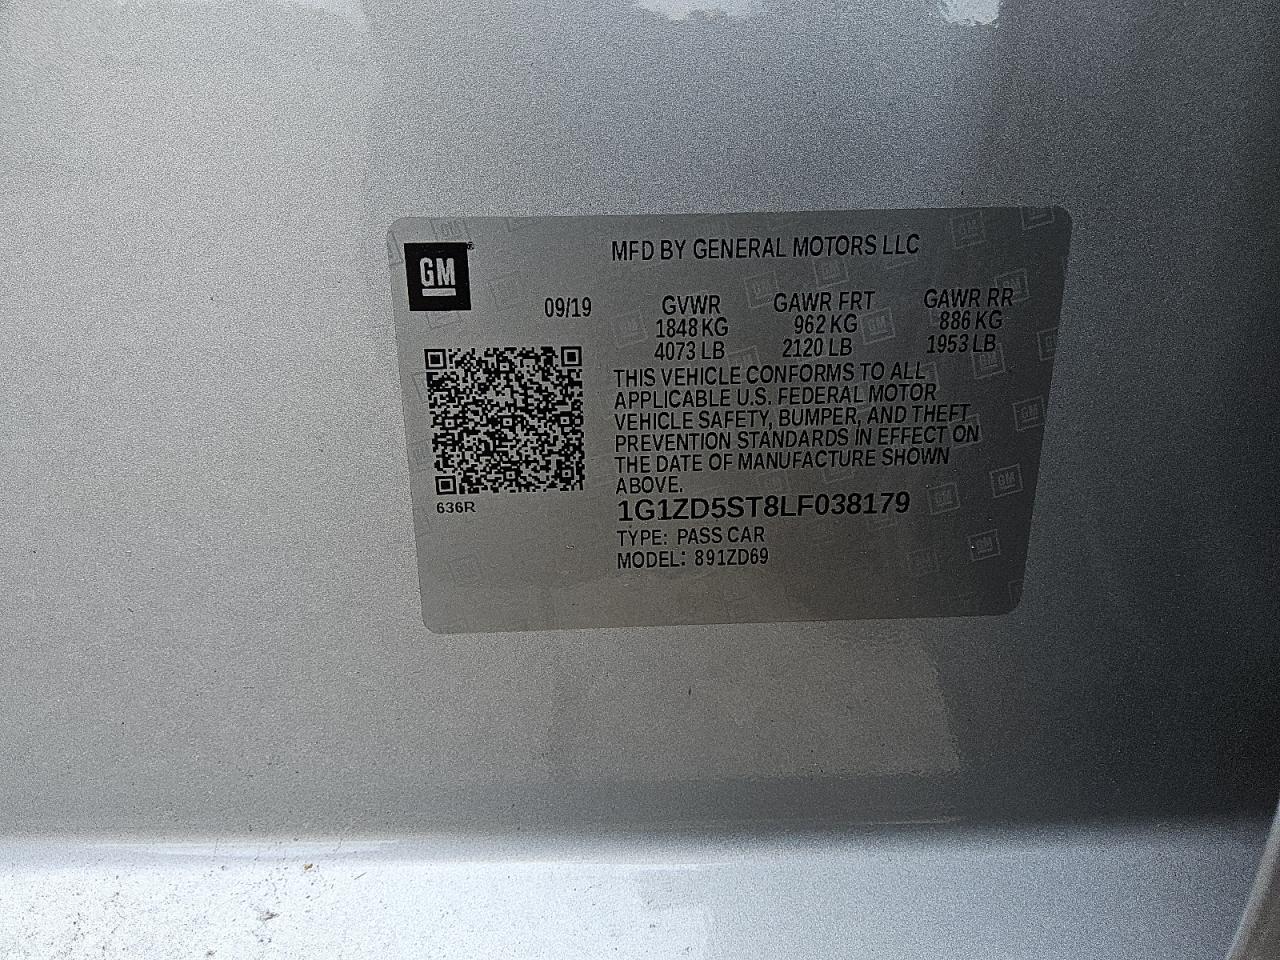 GM
MFD BY GENERAL MOTORS LLC
09/19 GVWR GAWR FRT GAWR RR
1848 KG 962 KG 886 KG
4073 LB 2120 LB 1953 LB
THIS VEHICLE CONFORMS TO ALL
APPLICABLE U.S. FEDERAL MOTOR
VEHICLE SAFETY, BUMPER, AND THEFT
PREVENTION STANDARDS IN EFFECT ON
THE DATE OF MANUFACTURE SHOWN
ABOVE.
636R
1G1ZD5ST8LF038179
TYPE: PASS CAR
MODEL: 891ZD69